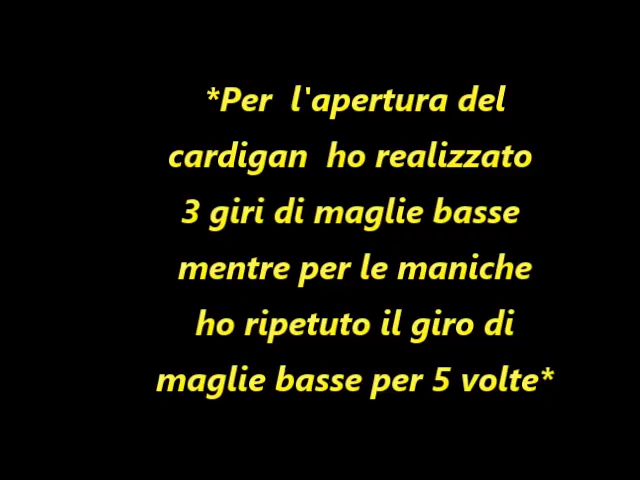 *Per l'apertura del
cardigan ho realizzato
3 giri di maglie basse
mentre per le maniche
ho ripetuto il giro di
maglie basse per 5 volte*